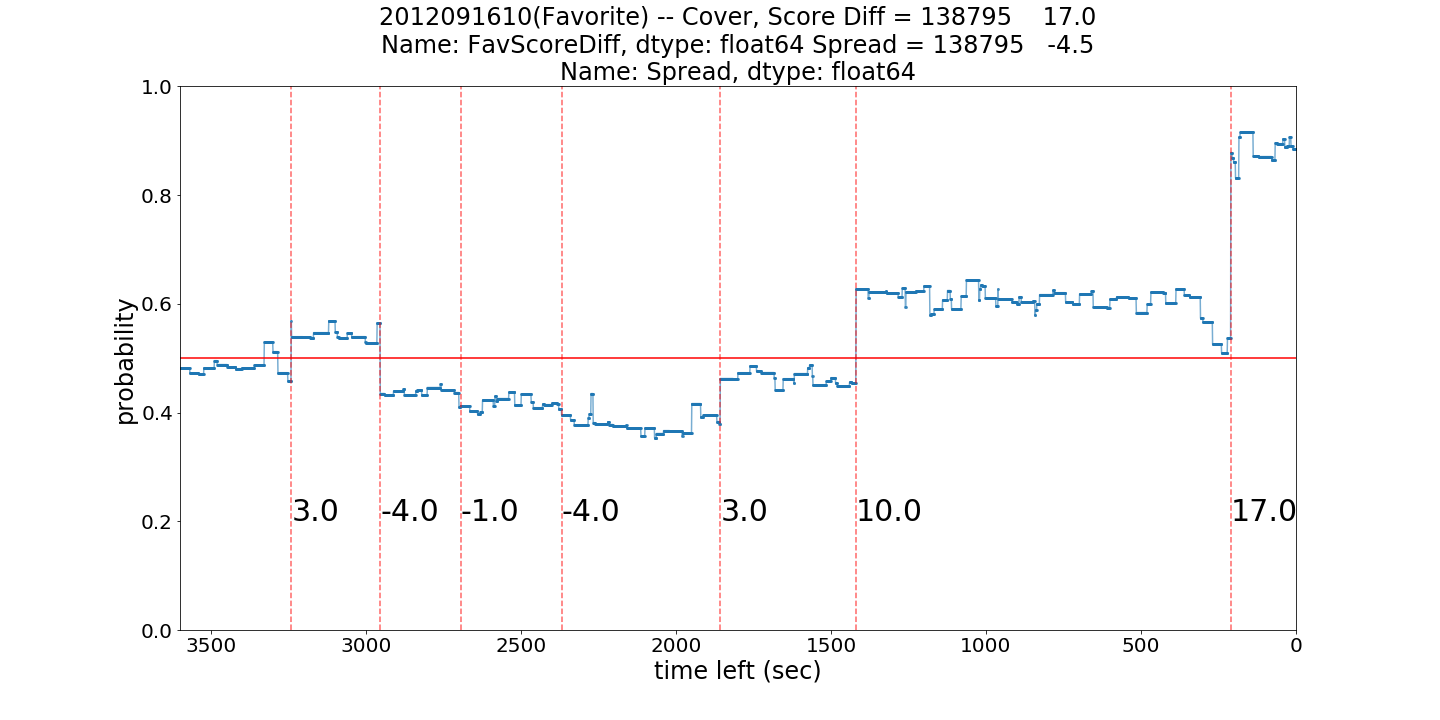 2012091610(Favorite) -- Cover, Score Diff = 138795    17.0
Name: FavScoreDiff, dtype: float64 Spread = 138795   -4.5
Name: Spread, dtype: float64
1.0
0.8
0.6
0.4
0.2
0.0
probability
3.0 -4.0 -1.0 -4.0 3.0 10.0 17.0
3500 3000 2500 2000 1500 1000 500 0
time left (sec)